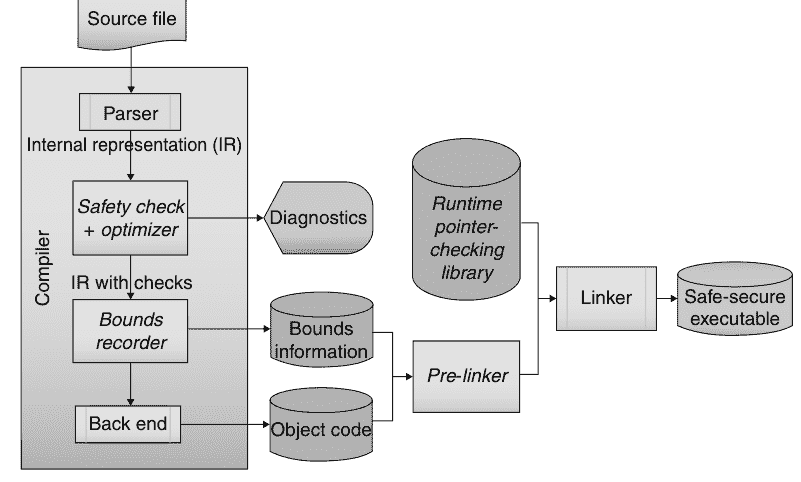 Source file
Parser
Internal representation (IR)
Safety check
+ optimizer
Diagnostics
Compiler
IR with checks
Bounds
recorder
Bounds
information
Back end
Object code
Runtime
pointer-
checking
library
Pre-linker
Linker
Safe-secure
executable